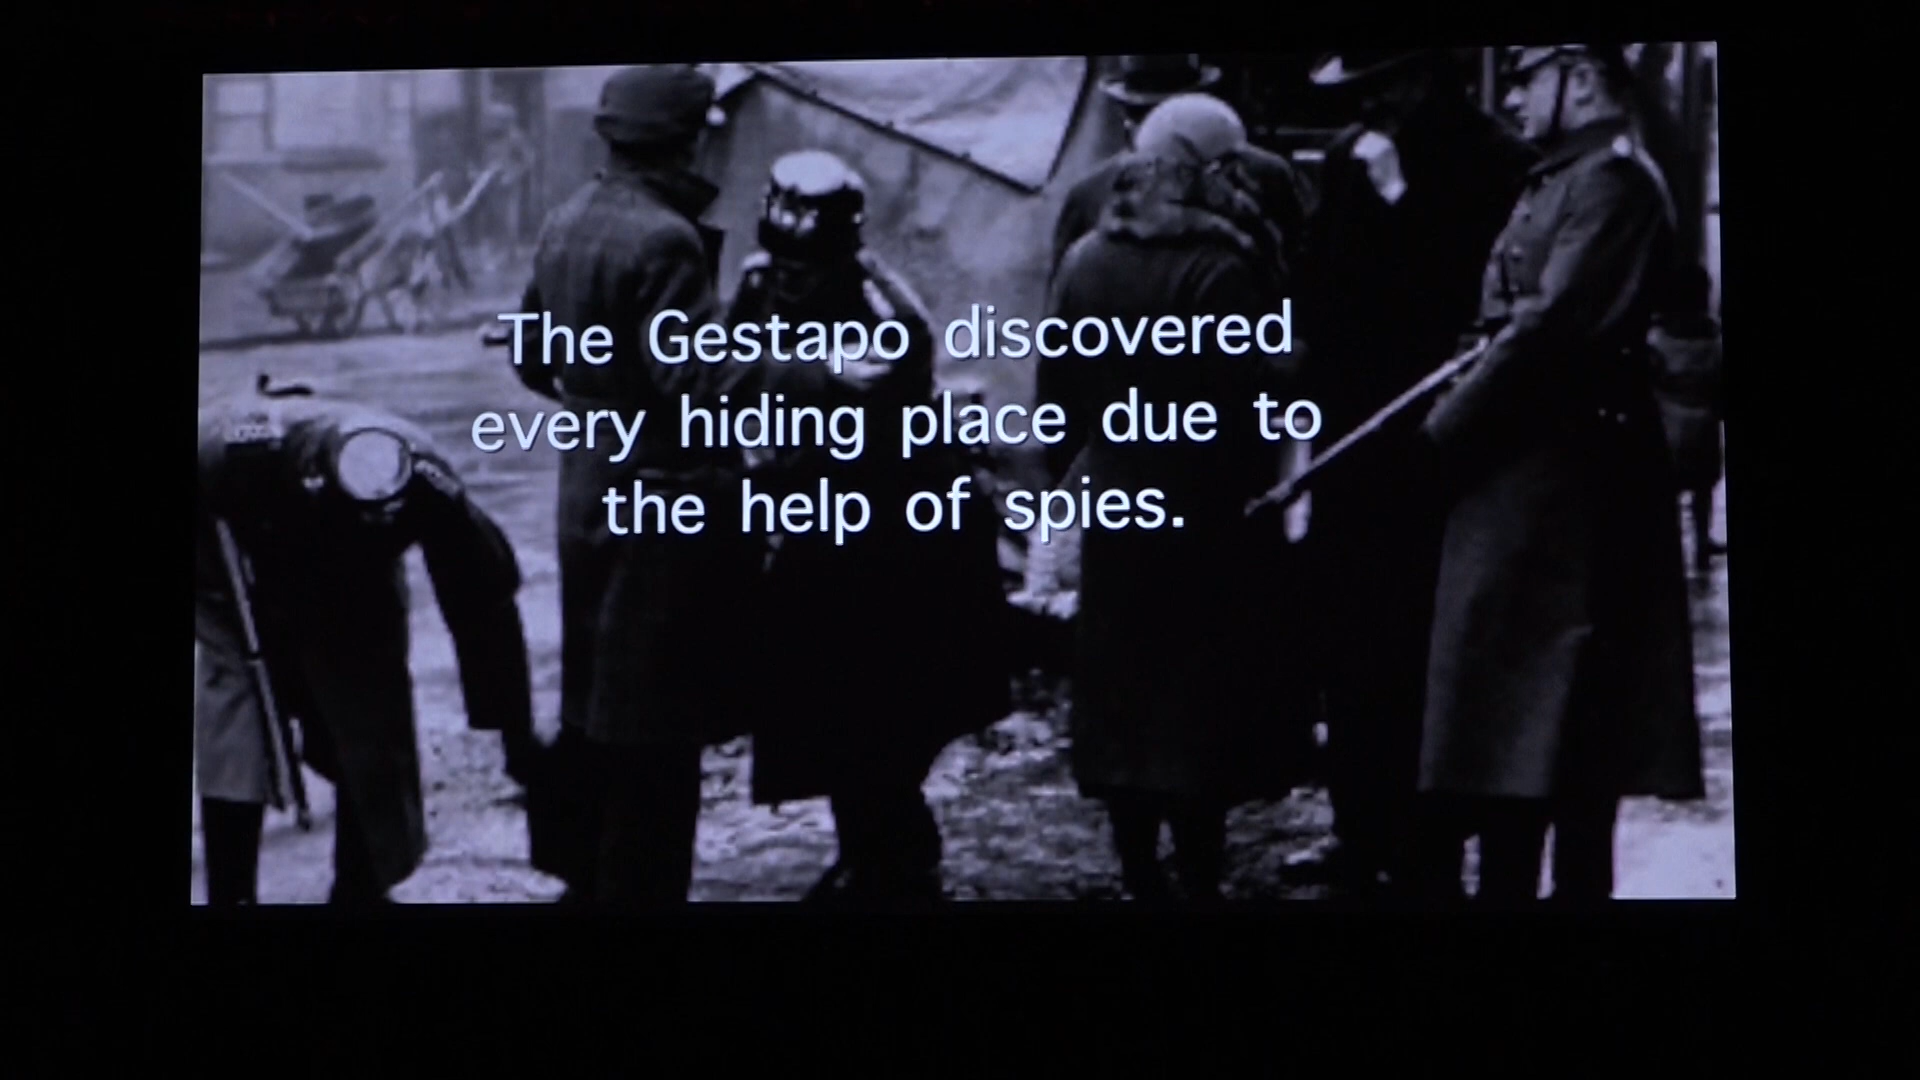 The Gestapo discovered
every hiding place due to
the help of spies.